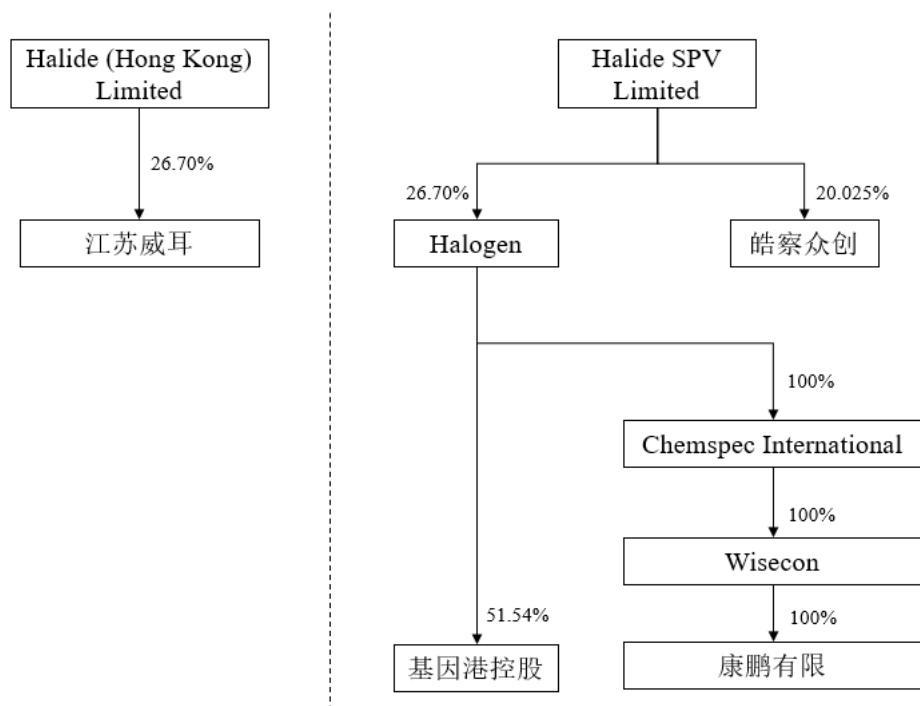 Halide (Hong Kong)
Limited
26.70%
江苏威耳
Halide SPV
Limited
26.70%
20.025%
Halogen
皓察众创
100%
Chemspec International
100%
Wisecon
51.54%
100%
基因港控股
康鹏有限